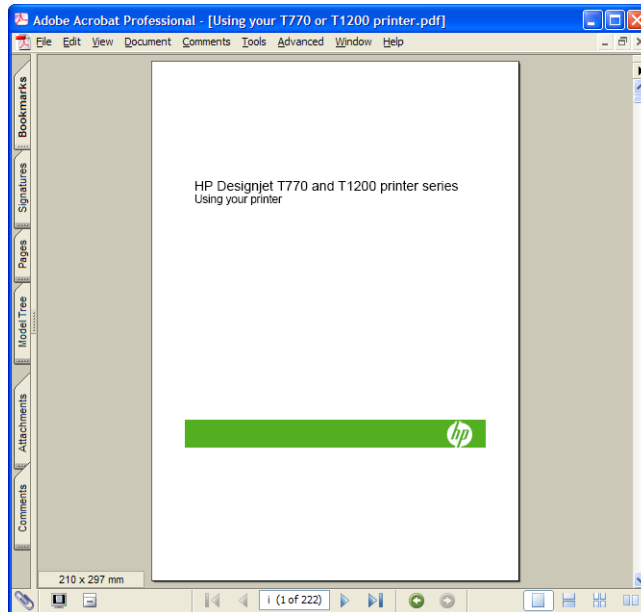 Adobe Acrobat Professional - [Using your T770 or T1200 printer.pdf]
File Edit View Document Comments Tools Advanced Window Help
Bookmarks
Signatures
Pages
Model Tree
Attachments
Comments
HP Designjet T770 and T1200 printer series
Using your printer
hp
210 x 297 mm
i (1 of 222)